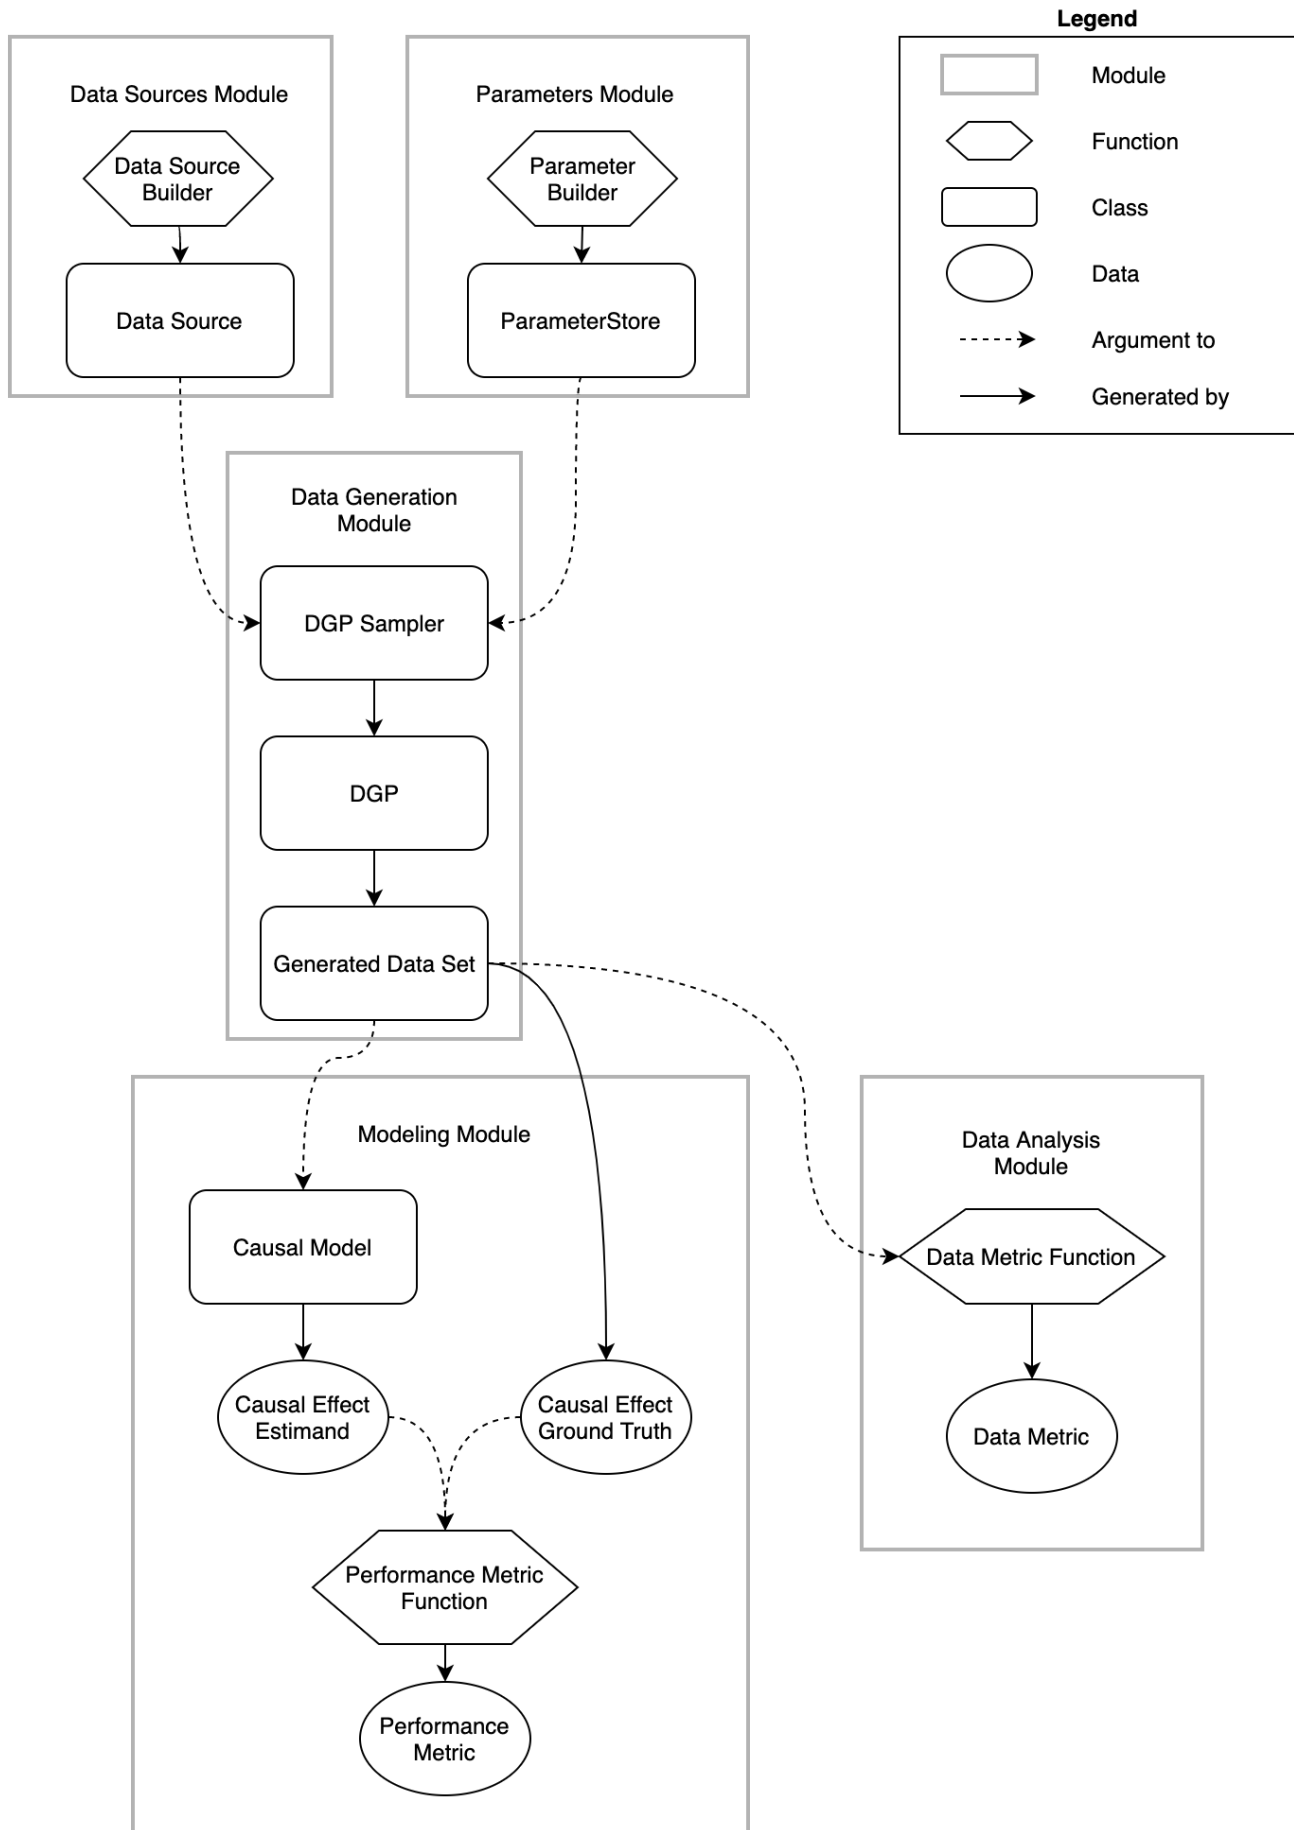 Legend
Module
Function
Class
Data
Argument to
Generated by
Data Sources Module
Data Source
Builder
Data Source
Parameters Module
Parameter
Builder
ParameterStore
Data Generation
Module
DGP Sampler
DGP
Generated Data Set
Modeling Module
Causal Model
Causal Effect
Estimand
Causal Effect
Ground Truth
Performance Metric
Function
Performance
Metric
Data Analysis
Module
Data Metric Function
Data Metric